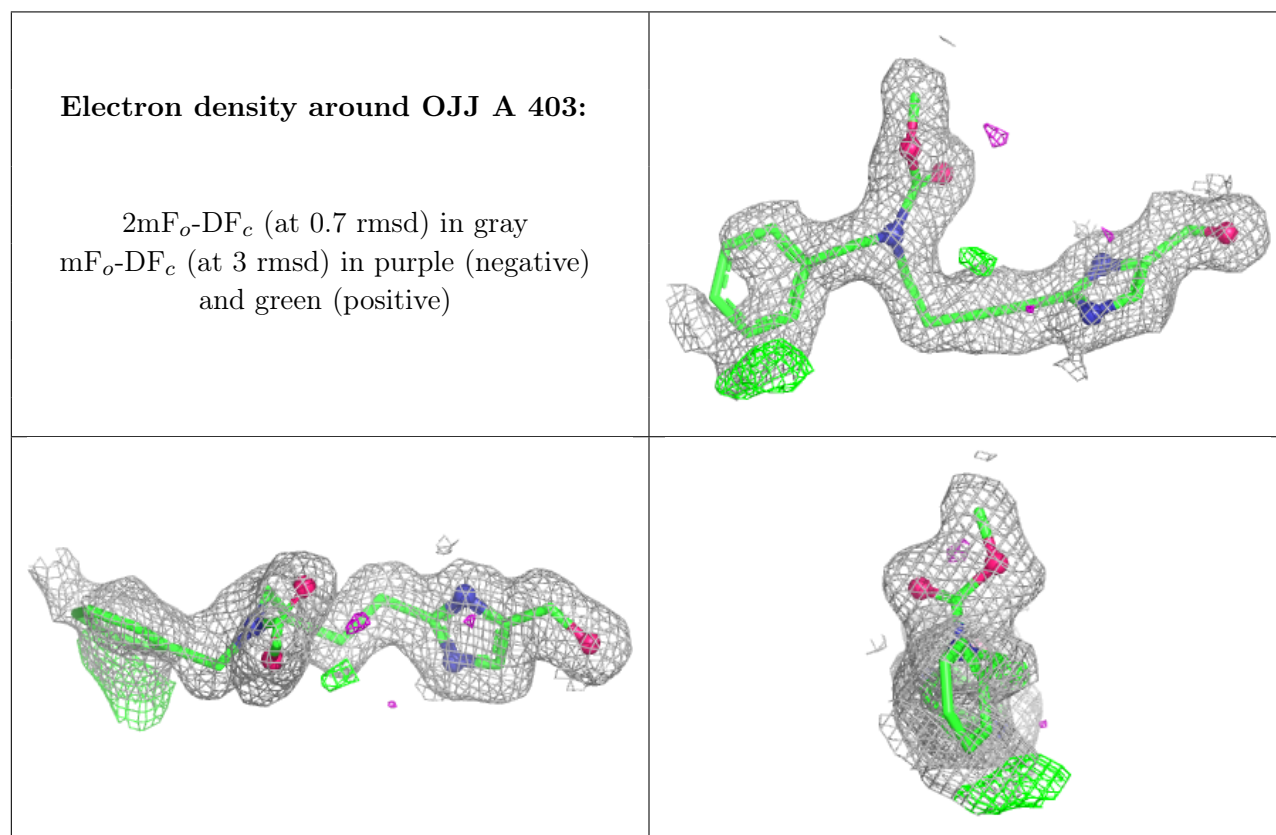 Electron density around OJJ A 403:
2mFo-DFc (at 0.7 rmsd) in gray
mFo-DFc (at 3 rmsd) in purple (negative)
and green (positive)